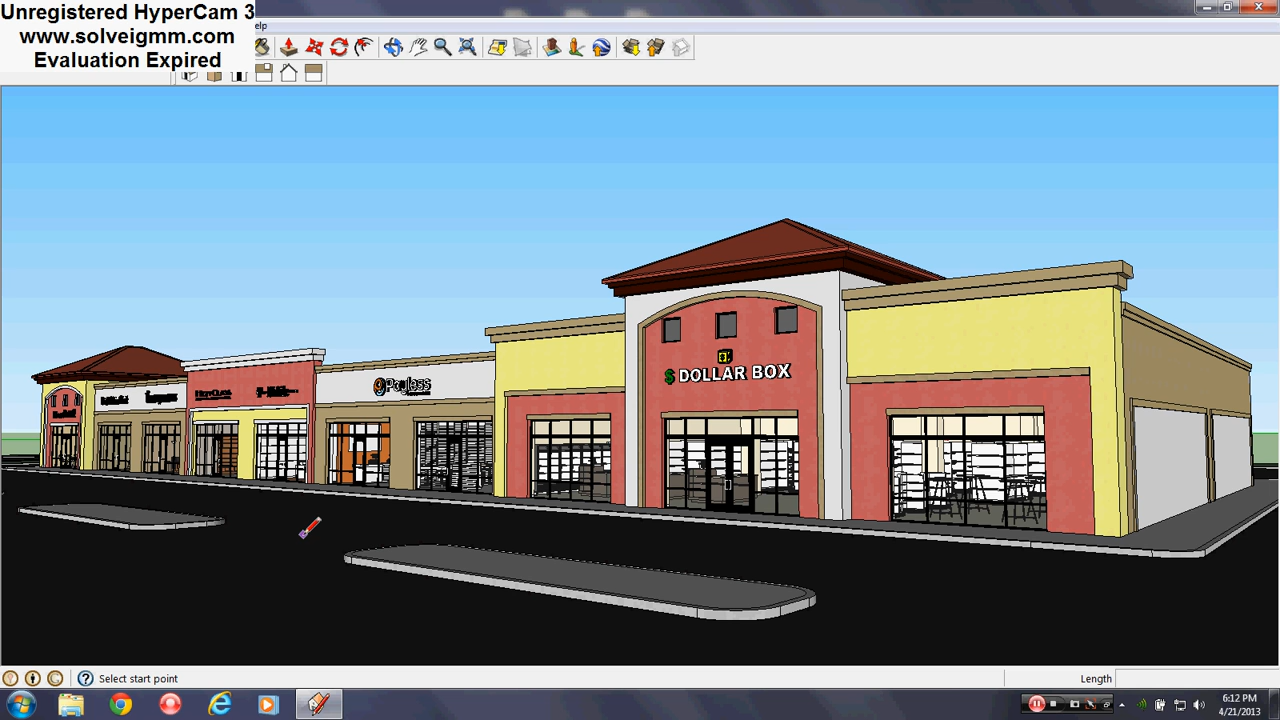 Unregistered HyperCam 3
www.solveigmm.com
Evaluation Expired
elp
Payless
$ DOLLAR BOX
Select start point
Length
6:12 PM
4/21/2013